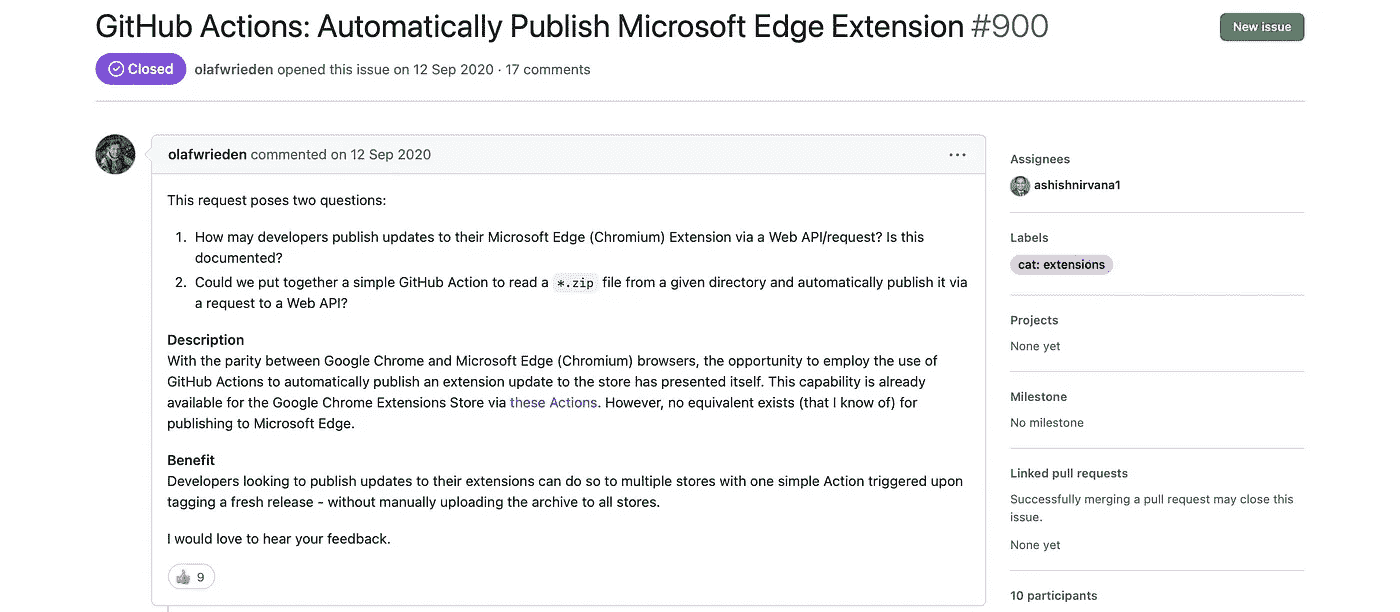 GitHub Actions: Automatically Publish Microsoft Edge Extension #900
New issue
Closed
olafwrieden opened this issue on 12 Sep 2020 · 17 comments
olafwrieden commented on 12 Sep 2020
···
This request poses two questions:
1. How may developers publish updates to their Microsoft Edge (Chromium) Extension via a Web API/request? Is this
documented?
2. Could we put together a simple GitHub Action to read a *.zip file from a given directory and automatically publish it via
a request to a Web API?
Description
With the parity between Google Chrome and Microsoft Edge (Chromium) browsers, the opportunity to employ the use of
GitHub Actions to automatically publish an extension update to the store has presented itself. This capability is already
available for the Google Chrome Extensions Store via these Actions. However, no equivalent exists (that I know of) for
publishing to Microsoft Edge.
Benefit
Developers looking to publish updates to their extensions can do so to multiple stores with one simple Action triggered upon
tagging a fresh release - without manually uploading the archive to all stores.
I would love to hear your feedback.
9
Assignees
ashishnirvana1
Labels
cat: extensions
Projects
None yet
Milestone
No milestone
Linked pull requests
Successfully merging a pull request may close this
issue.
None yet
10 participants